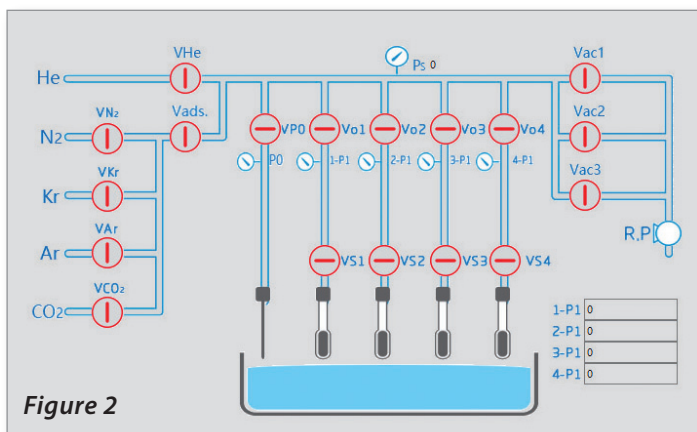 VHe
He
Ps 0
Vac1
VN₂
Vads.
N2
VP0 Vo1 Vo2 Vo3 Vo4
Vac2
P0 1-P1 2-P1 3-P1 4-P1
VKr
Kr
Vac3
VAr
Ar
R.P
VS1 VS2 VS3 VS4
VCO₂
CO2
1-P1 0
2-P1 0
3-P1 0
4-P1 0
Figure 2